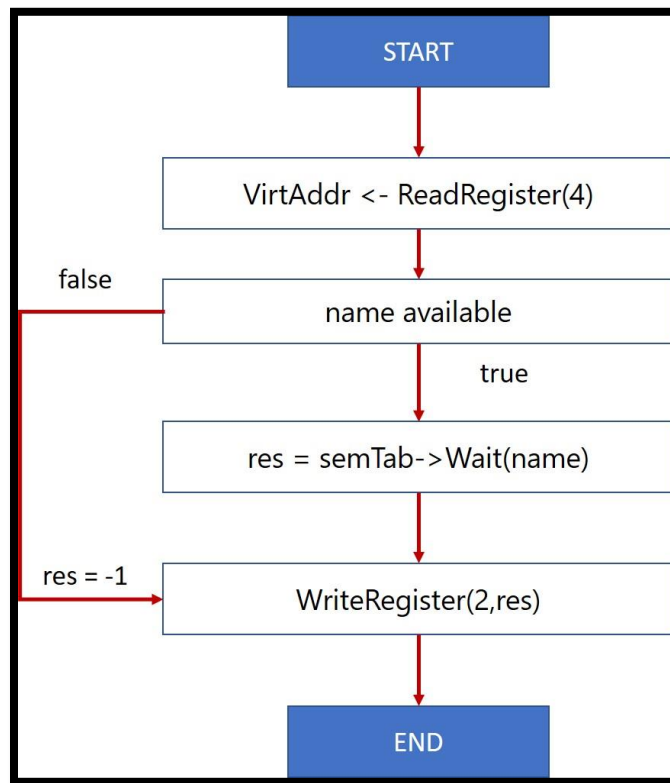 START
VirtAddr <- ReadRegister(4)
false
name available
true
res = semTab->Wait(name)
res = -1
WriteRegister(2,res)
END